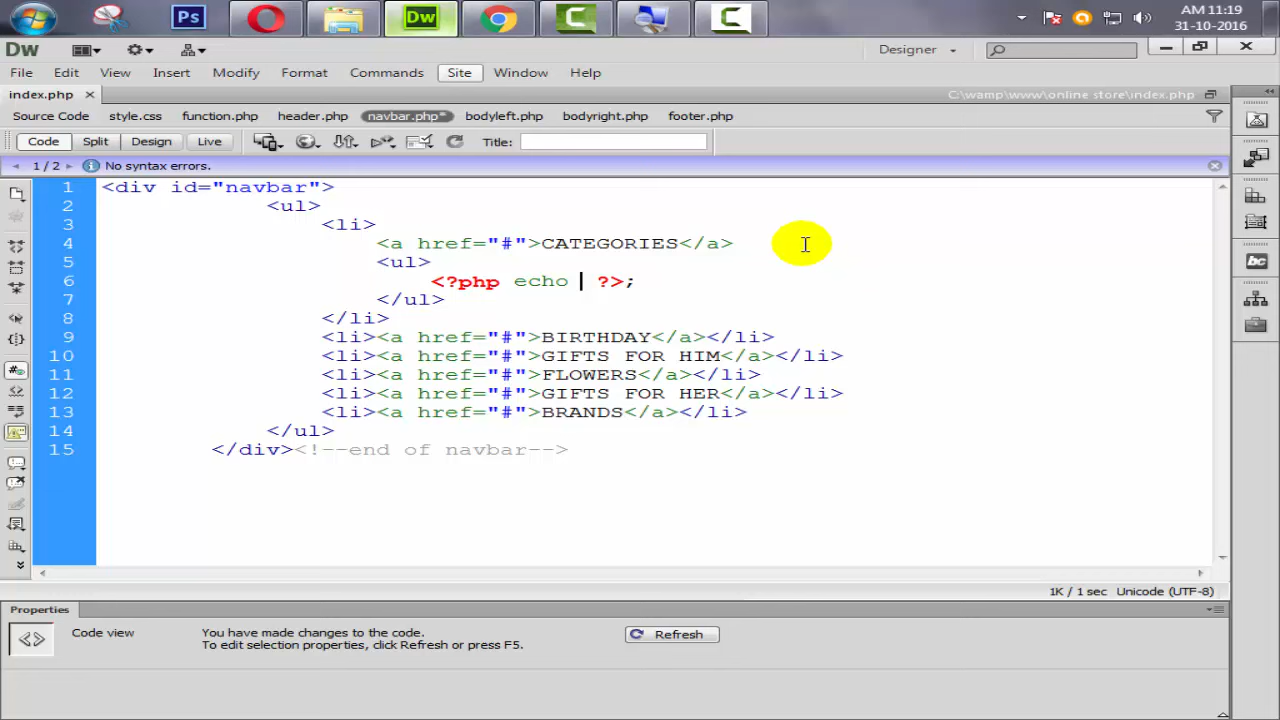 AM 11:19
Ps
Dw
31-10-2016
Dw
Designer
File Edit View Insert Modify Format Commands Site Window Help
index.php
C:\wamp\www\online store\index.php
Source Code style.css function.php header.php navbar.php* bodyleft.php bodyright.php footer.php
Code Split Design Live Title:
1/2 No syntax errors.
1 <div id="navbar">
2 <ul>
3 <li>
4 <a href="#">CATEGORIES</a>
5 <ul>
6 <?php echo ?>;
7 </ul>
8 </li>
9 <li><a href="#">BIRTHDAY</a></li>
10 <li><a href="#">GIFTS FOR HIM</a></li>
11 <li><a href="#">FLOWERS</a></li>
12 <li><a href="#">GIFTS FOR HER</a></li>
13 <li><a href="#">BRANDS</a></li>
14 </ul>
15 </div><!--end of navbar-->
bc
1K / 1 sec Unicode (UTF-8)
Properties
Code view You have made changes to the code. Refresh
To edit selection properties, click Refresh or press F5.